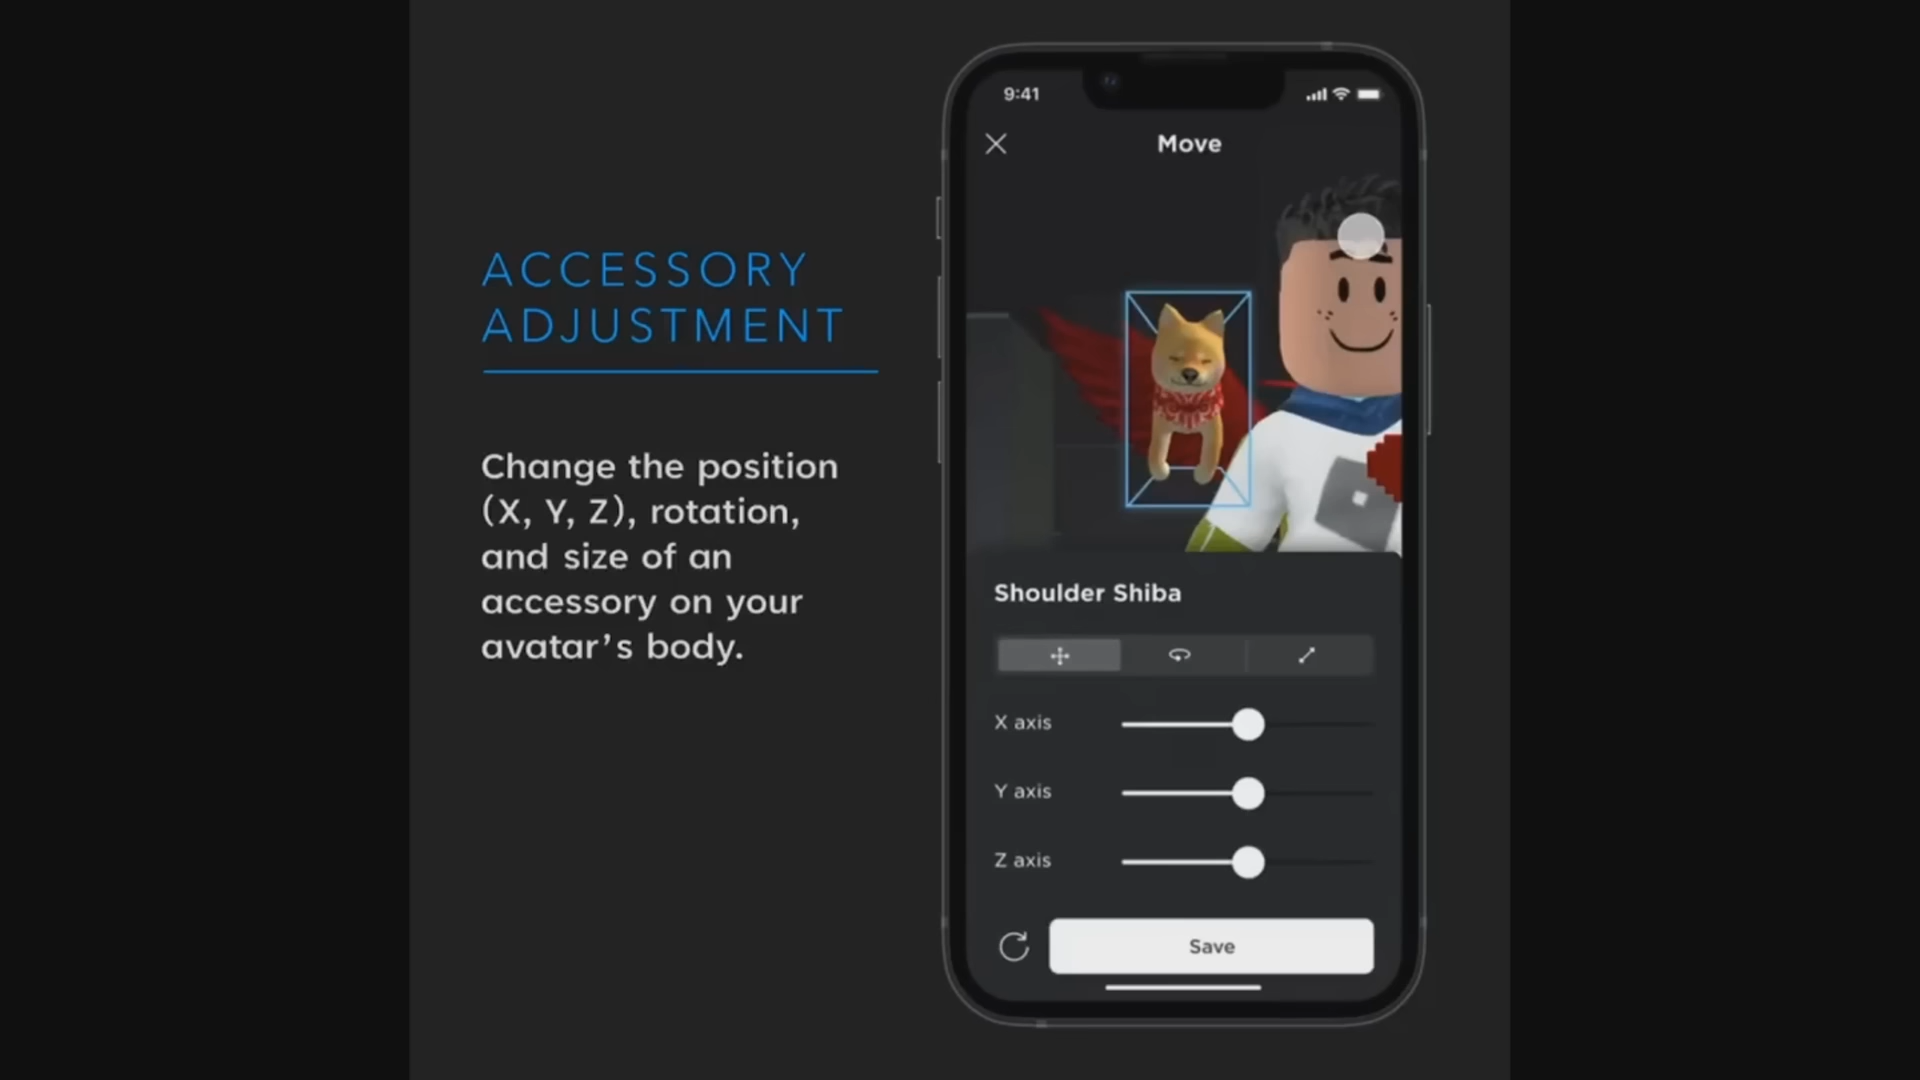 ACCESSORY
ADJUSTMENT
Change the position
(X, Y, Z), rotation,
and size of an
accessory on your
avatar’s body.
9:41
Move
Shoulder Shiba
X axis
Y axis
Z axis
Save